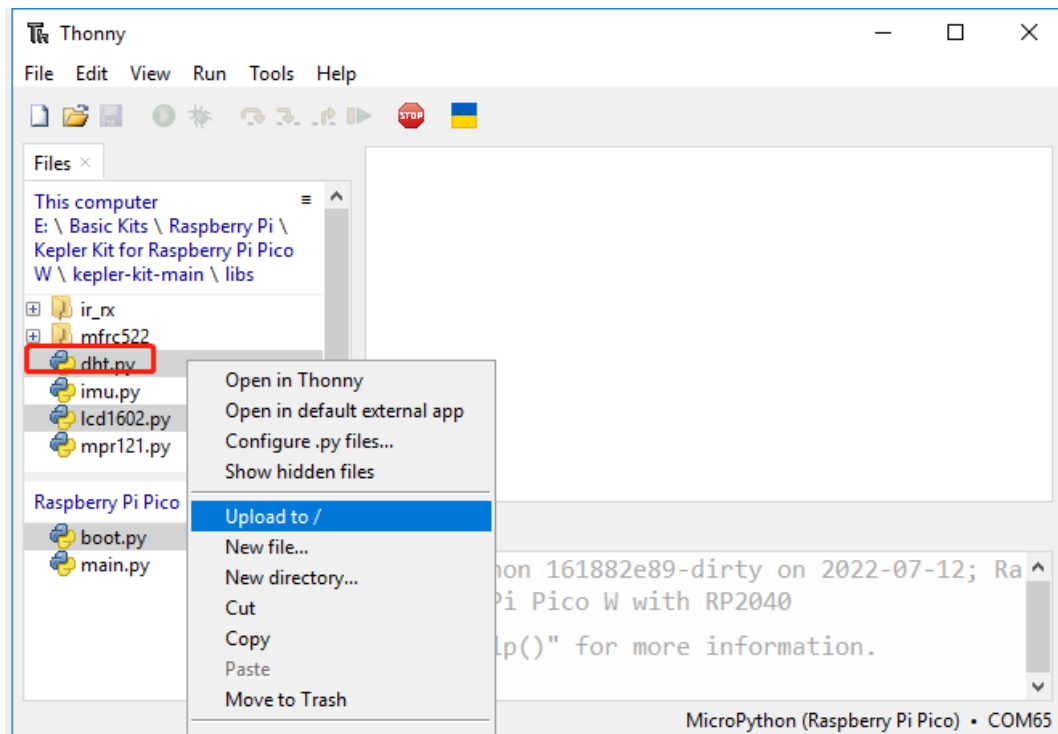 Thonny
File Edit View Run Tools Help
STOP
Files
This computer
E: \ Basic Kits \ Raspberry Pi \
Kepler Kit for Raspberry Pi Pico
W \ kepler-kit-main \ libs
ir_rx
mfrc522
dht.py
imu.py
lcd1602.py
mpr121.py
Raspberry Pi Pico
boot.py
main.py
Open in Thonny
Open in default external app
Configure .py files...
Show hidden files
Upload to /
New file...
New directory...
Cut
Copy
Paste
Move to Trash
hon 161882e89-dirty on 2022-07-12; Ra
Pi Pico W with RP2040
lp()" for more information.
MicroPython (Raspberry Pi Pico) • COM65